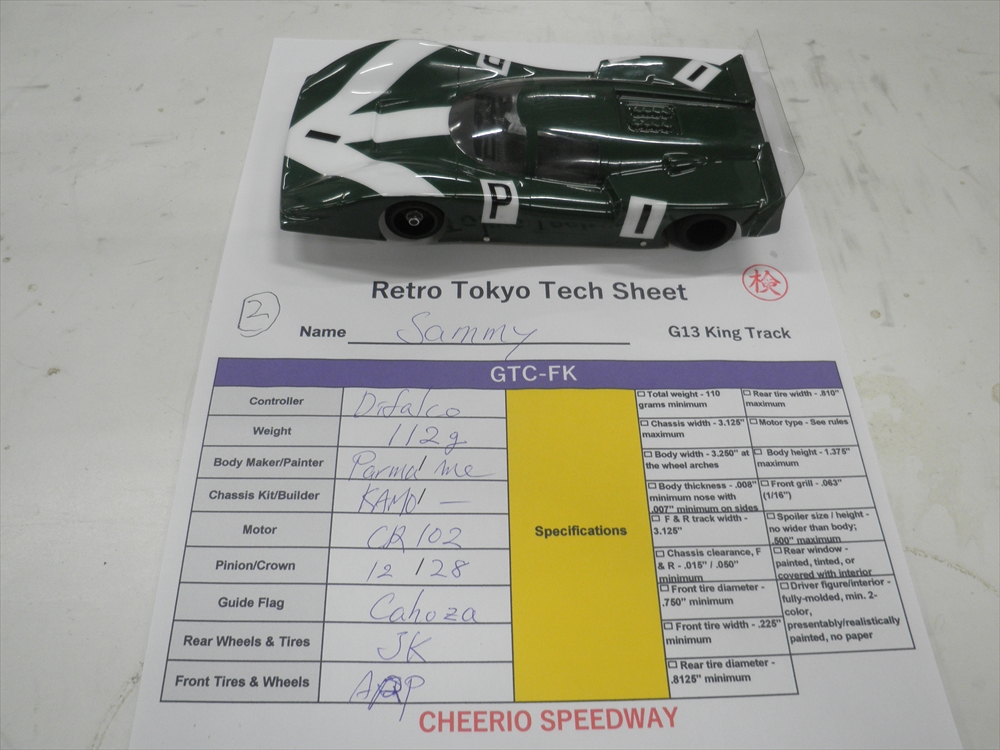 P
1
1
1
Retro Tokyo Tech Sheet
検
2
Name Sammy G13 King Track
GTC-FK
Controller Difalco
Weight 112g
Body Maker/Painter Parma/ me
Chassis Kit/Builder KAMO/ —
Motor CR 102
Pinion/Crown 12 / 28
Guide Flag Cahoza
Rear Wheels & Tires JK
Front Tires & Wheels ARP
Specifications
Total weight - 110
grams minimum
Rear tire width - .810"
maximum
Chassis width - 3.125"
maximum
Motor type - See rules
Body width - 3.250" at
the wheel arches
Body height - 1.375"
maximum
Body thickness - .008"
minimum nose with
.007" minimum on sides
Front grill - .063"
(1/16")
F & R track width -
3.125"
Spoiler size / height -
no wider than body;
.500" maximum
Chassis clearance, F
& R - .015" / .050"
minimum
Rear window -
painted, tinted, or
covered with interior
Front tire diameter -
.750" minimum
Driver figure/interior -
fully-molded, min. 2-
color,
presentably/realistically
painted, no paper
Front tire width - .225"
minimum
Rear tire diameter -
.8125" minimum
CHEERIO SPEEDWAY